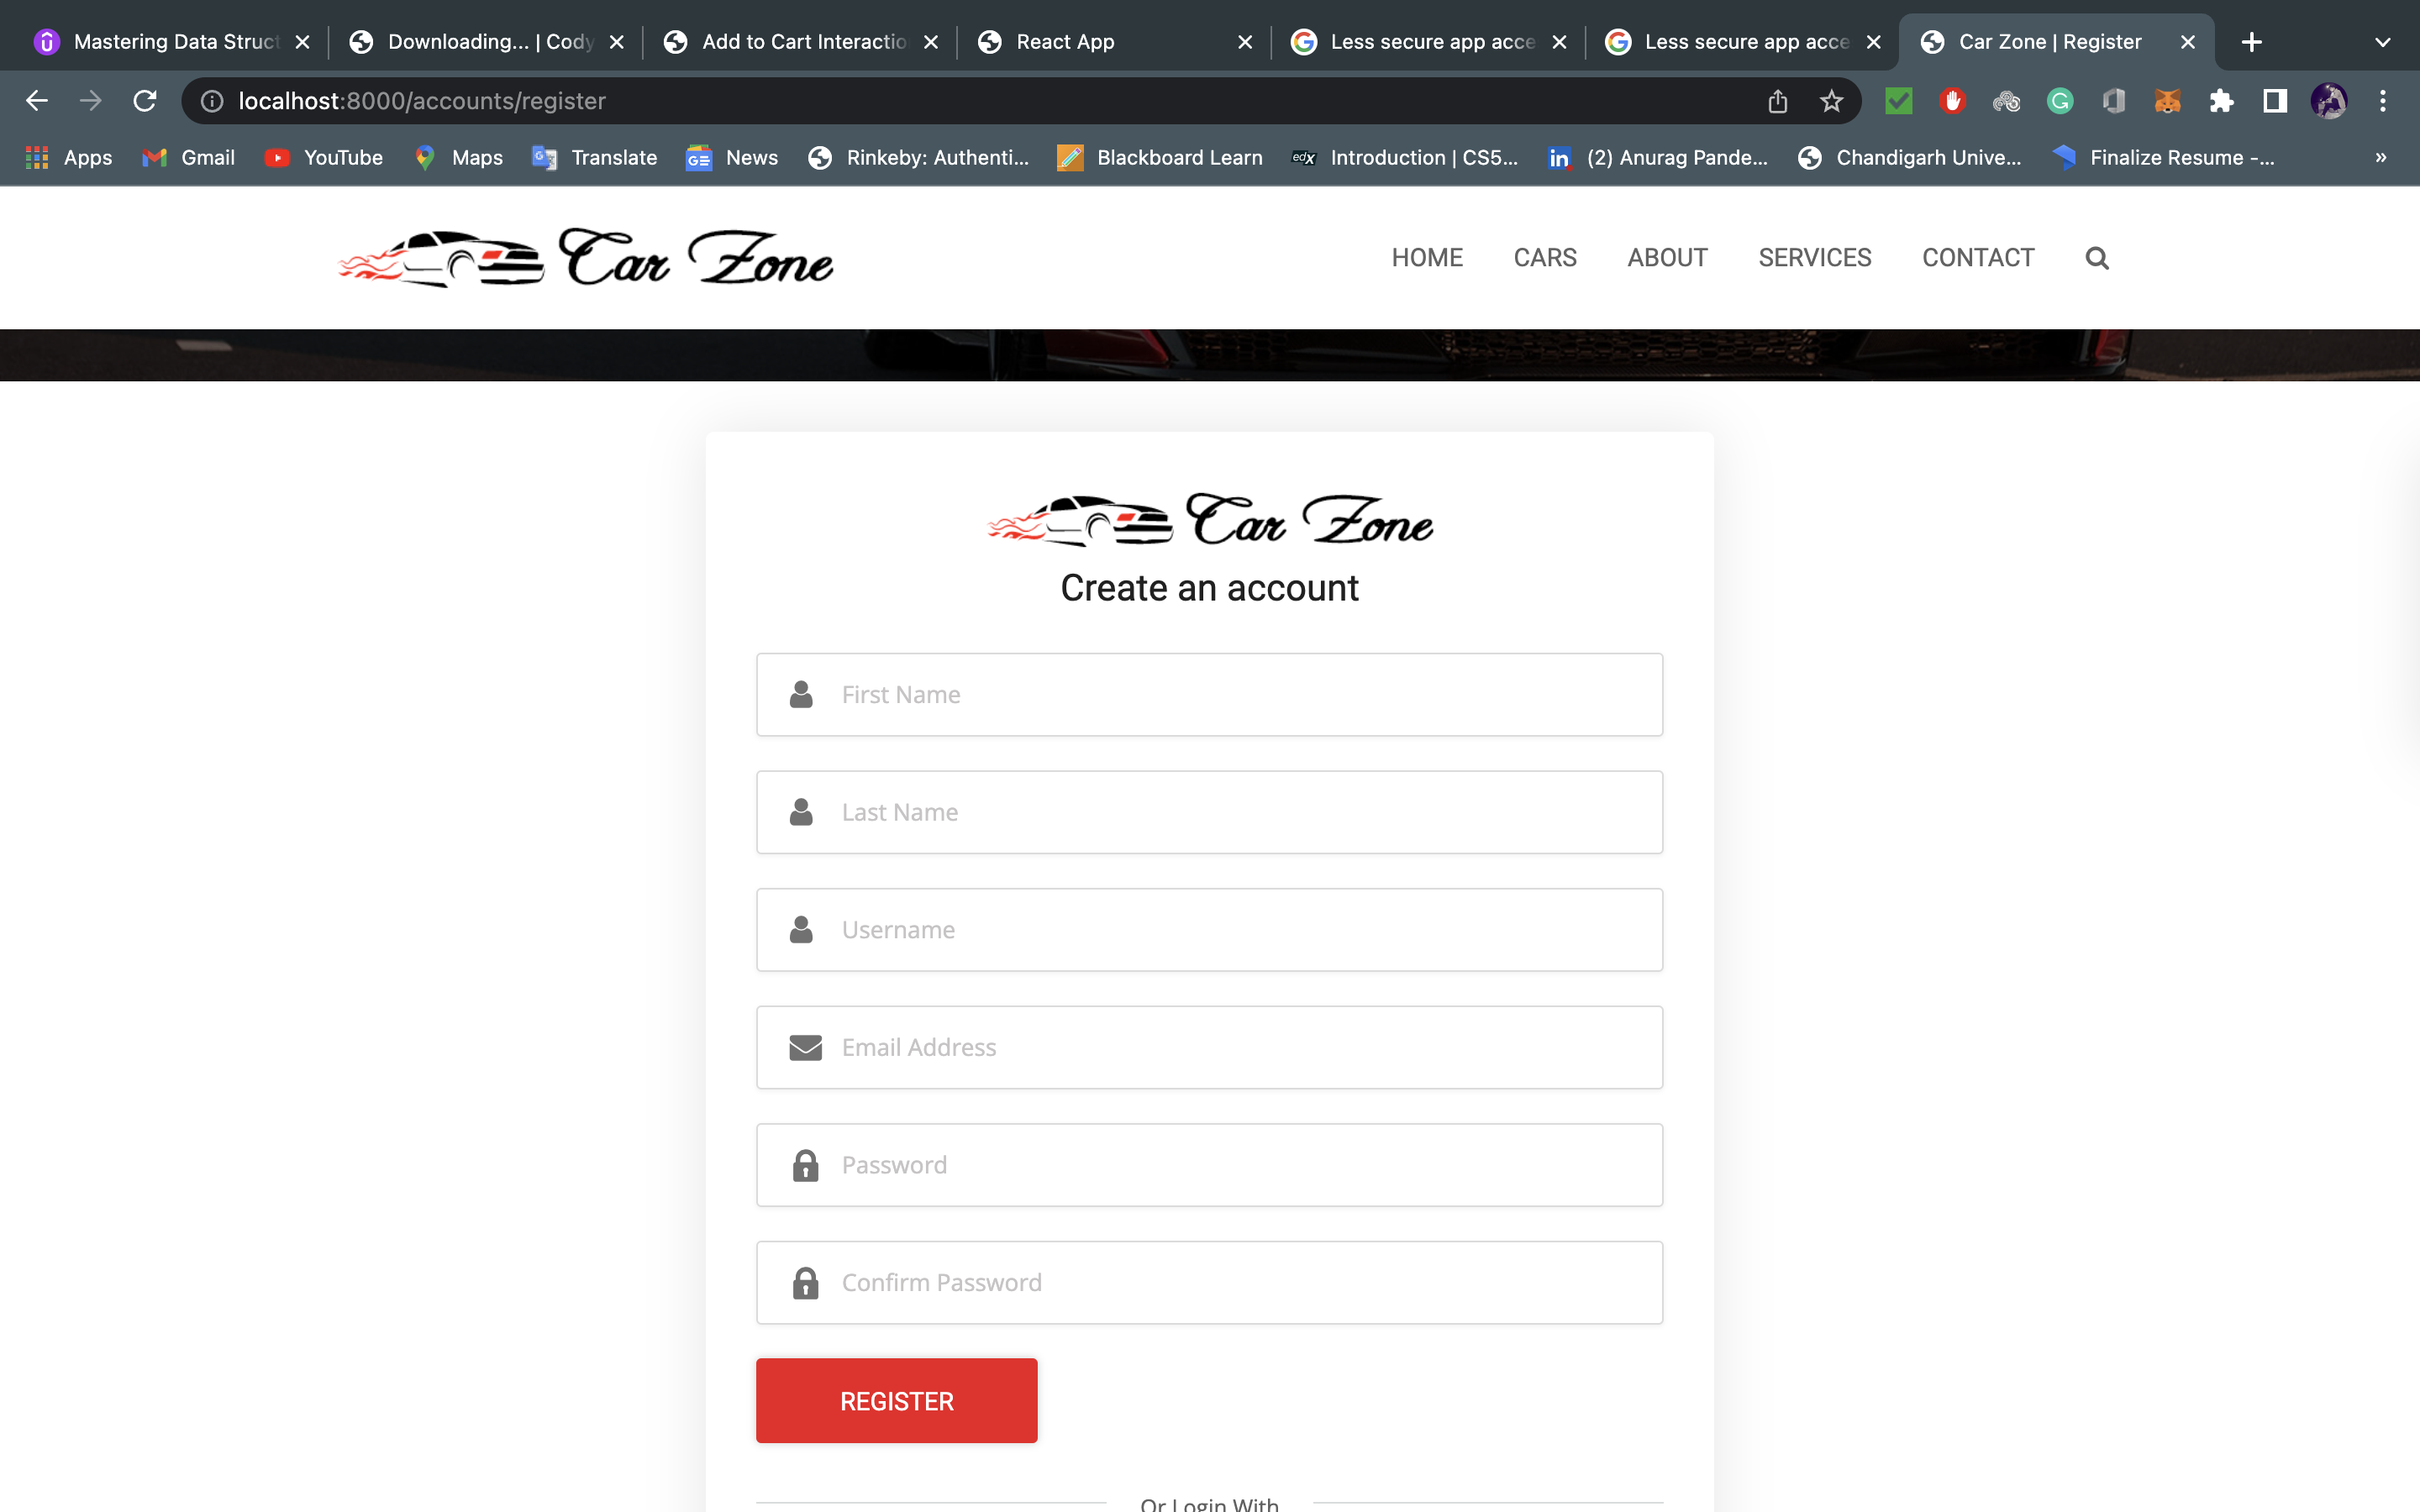 Mastering Data Struct
Downloading... | Cody
Add to Cart Interactio
React App
Less secure app acce
Less secure app acce
Car Zone | Register
localhost:8000/accounts/register
Apps
Gmail
YouTube
Maps
Translate
News
Rinkeby: Authenti...
Blackboard Learn
edX
Introduction | CS5...
in
(2) Anurag Pande...
Chandigarh Unive...
Finalize Resume -...
»
Car Zone
HOME
CARS
ABOUT
SERVICES
CONTACT
Car Zone
Create an account
First Name
Last Name
Username
Email Address
Password
Confirm Password
REGISTER
Or Login With